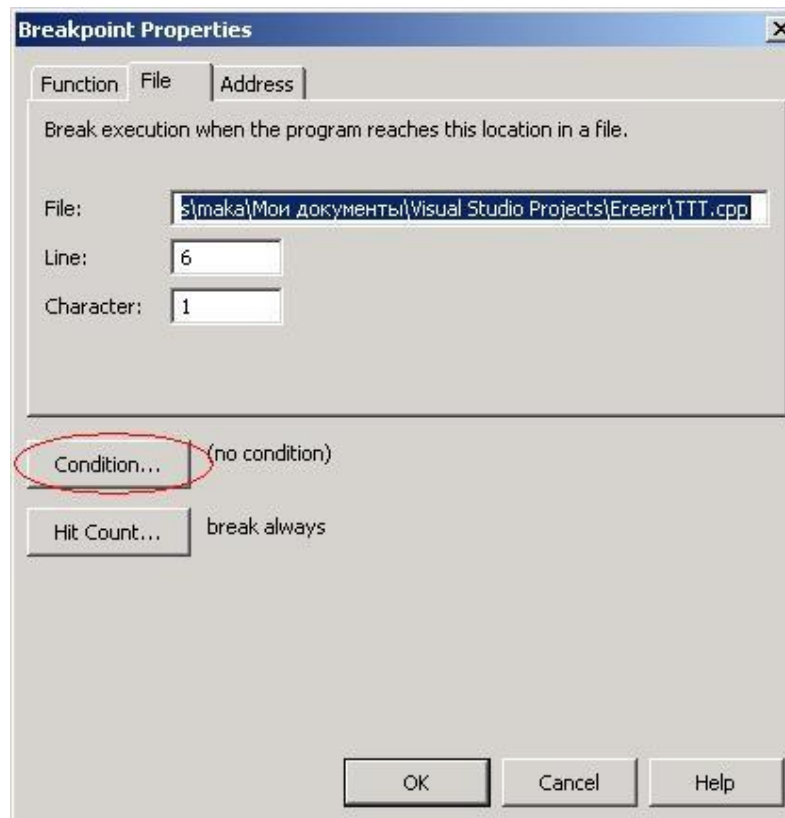 Breakpoint Properties
Function File Address
Break execution when the program reaches this location in a file.
File: s\maka\Мои документы\Visual Studio Projects\Ereerr\TTT.cpp
Line: 6
Character: 1
Condition... (no condition)
Hit Count... break always
OK Cancel Help